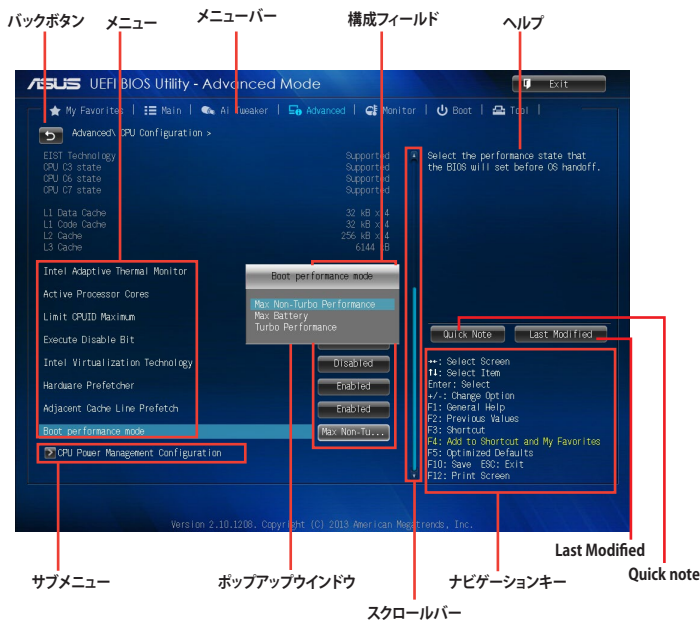 バックボタン メニュー メニューバー 構成フィールド ヘルプ
ASUS UEFI BIOS Utility - Advanced Mode Exit
My Favorites Main Ai Tweaker Advanced Monitor Boot Tool
Advanced\ CPU Configuration >
EIST Technology Supported
CPU C3 state Supported
CPU C6 state Supported
CPU C7 state Supported
Select the performance state that
the BIOS will set before OS handoff.
L1 Data Cache 32 kB x 4
L1 Code Cache 32 kB x 4
L2 Cache 256 kB x 4
L3 Cache 6144 kB
Intel Adaptive Thermal Monitor
Active Processor Cores
Limit CPUID Maximum
Execute Disable Bit
Intel Virtualization Technology Disabled
Hardware Prefetcher Enabled
Adjacent Cache Line Prefetch Enabled
Boot performance mode Max Non-Tu...
CPU Power Management Configuration
Boot performance mode
Max Non-Turbo Performance
Max Battery
Turbo Performance
Quick Note Last Modified
→←: Select Screen
↑↓: Select Item
Enter: Select
+/-: Change Option
F1: General Help
F2: Previous Values
F3: Shortcut
F4: Add to Shortcut and My Favorites
F5: Optimized Defaults
F10: Save ESC: Exit
F12: Print Screen
Version 2.10.1208. Copyright (C) 2013 American Megatrends, Inc.
Last Modified
Quick note
サブメニュー ポップアップウインドウ ナビゲーションキー
スクロールバー